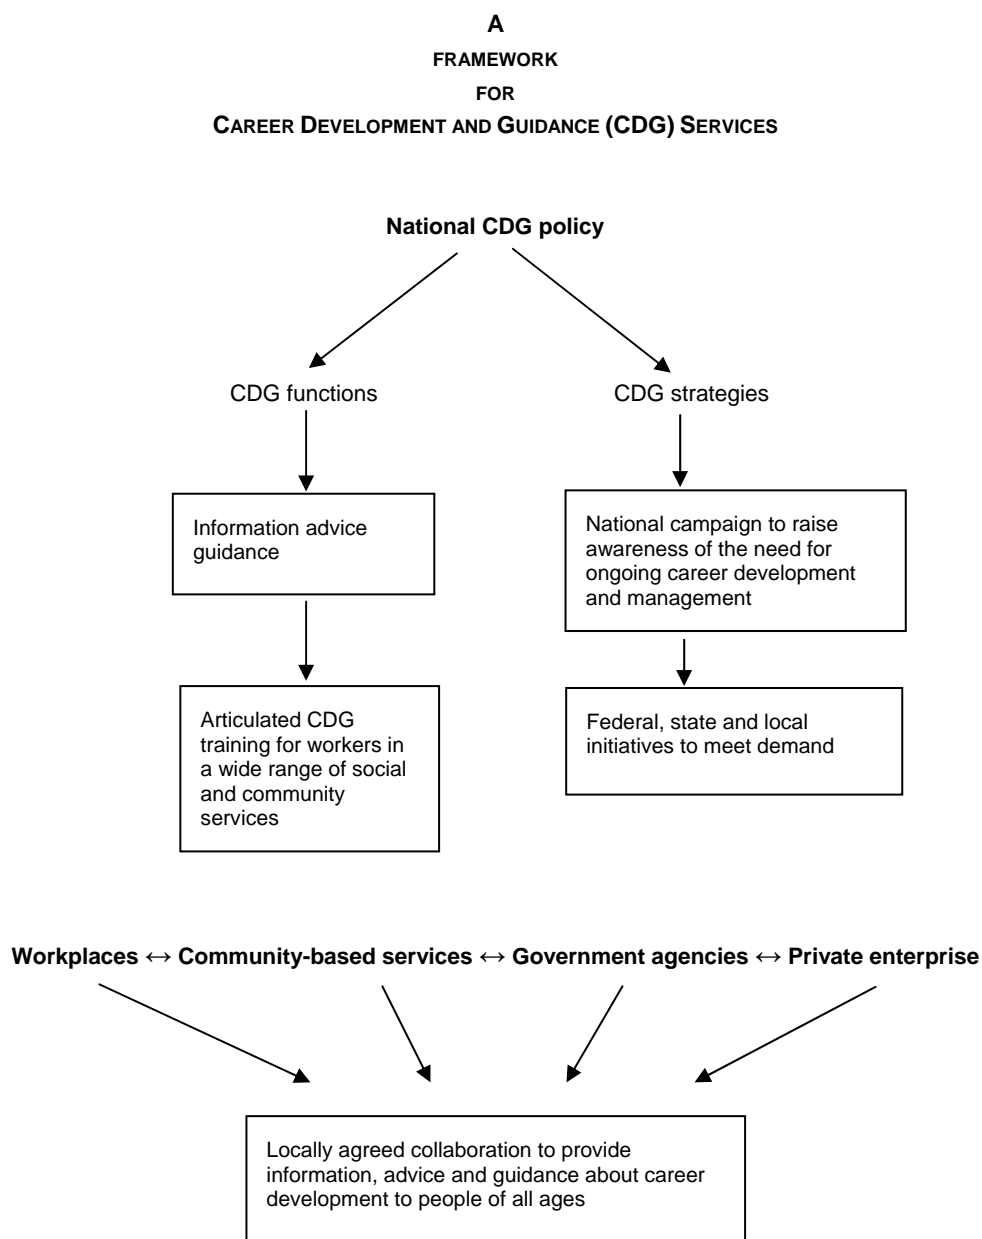 A
FRAMEWORK
FOR
CAREER DEVELOPMENT AND GUIDANCE (CDG) SERVICES
National CDG policy
CDG functions
CDG strategies
Information advice
guidance
National campaign to raise
awareness of the need for
ongoing career development
and management
Articulated CDG
training for workers in
a wide range of social
and community
services
Federal, state and local
initiatives to meet demand
Workplaces ↔ Community-based services ↔ Government agencies ↔ Private enterprise
Locally agreed collaboration to provide
information, advice and guidance about career
development to people of all ages